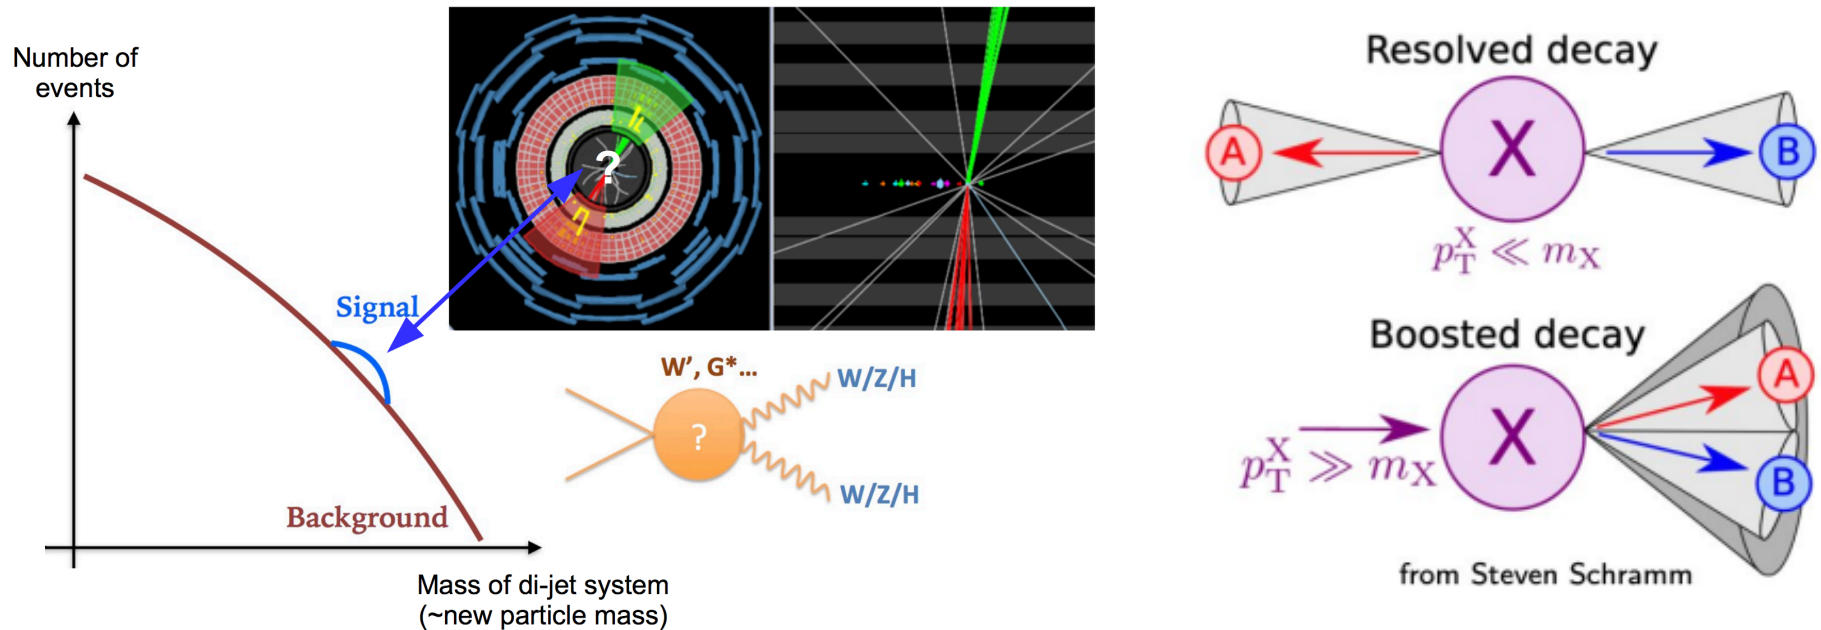 Number of
events
Signal
Background
Mass of di-jet system
(~new particle mass)
?
W’, G*...
?
W/Z/H
W/Z/H
Resolved decay
A
X
B
p_T^X ≪ m_X
Boosted decay
A
p_T^X ≫ m_X
X
B
from Steven Schramm